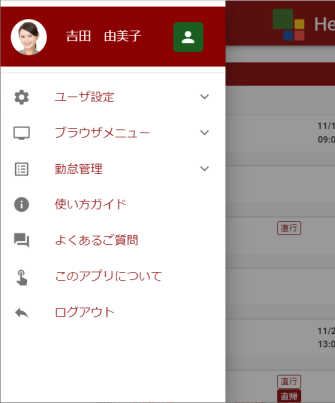 吉田 由美子
He
ユーザ設定
ブラウザメニュー
11/1
09:0
勤怠管理
使い方ガイド
直行
よくあるご質問
このアプリについて
ログアウト
11/2
13:0
直行
直帰